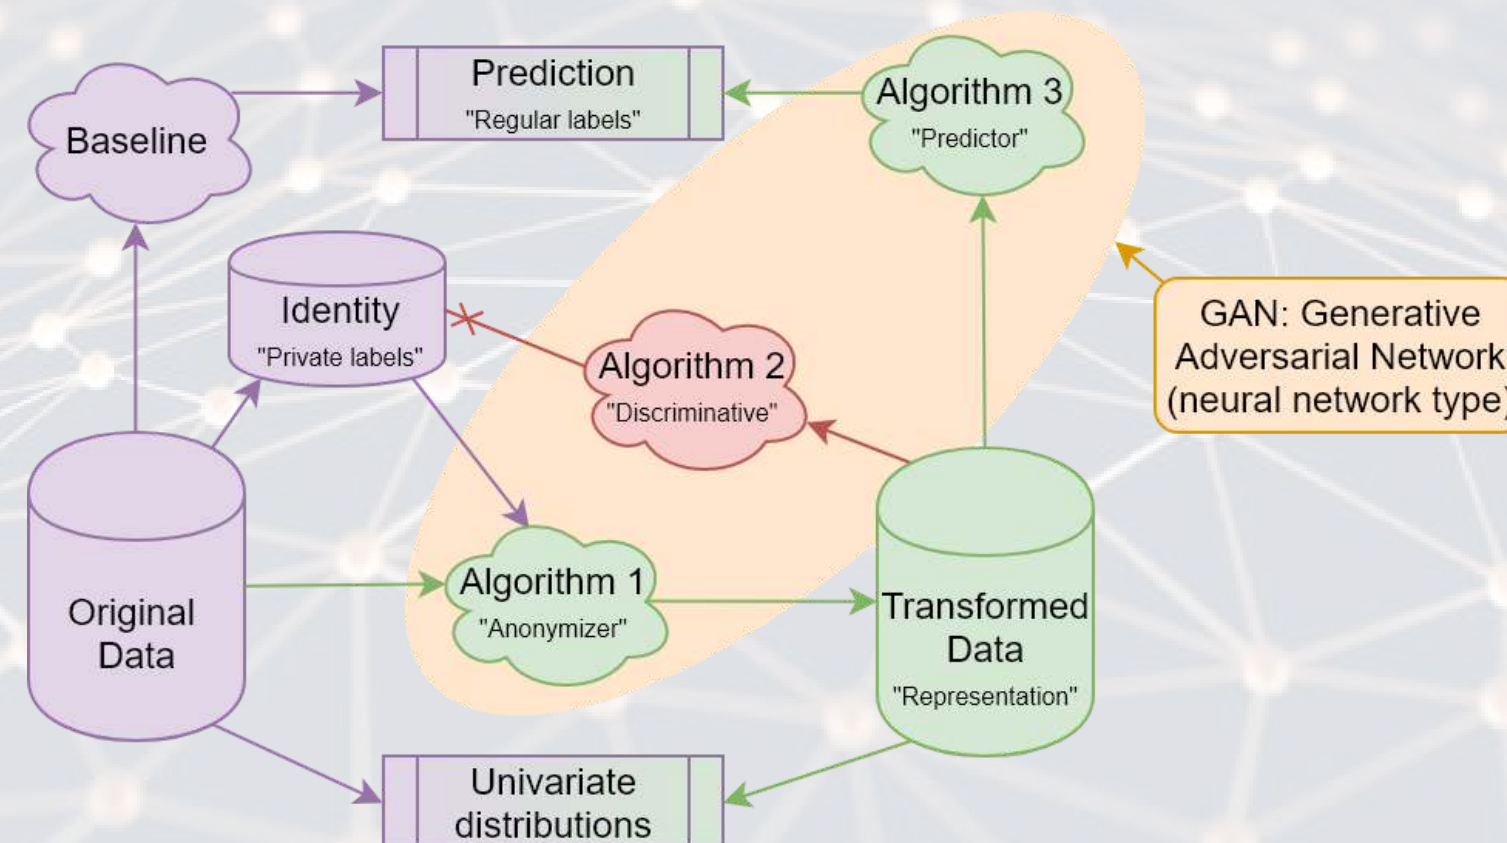 Prediction
"Regular labels"
Algorithm 3
"Predictor"
Baseline
Identity
"Private labels"
GAN: Generative
Adversarial Network
(neural network type)
Algorithm 2
"Discriminative"
Original
Data
Algorithm 1
"Anonymizer"
Transformed
Data
"Representation"
Univariate
distributions